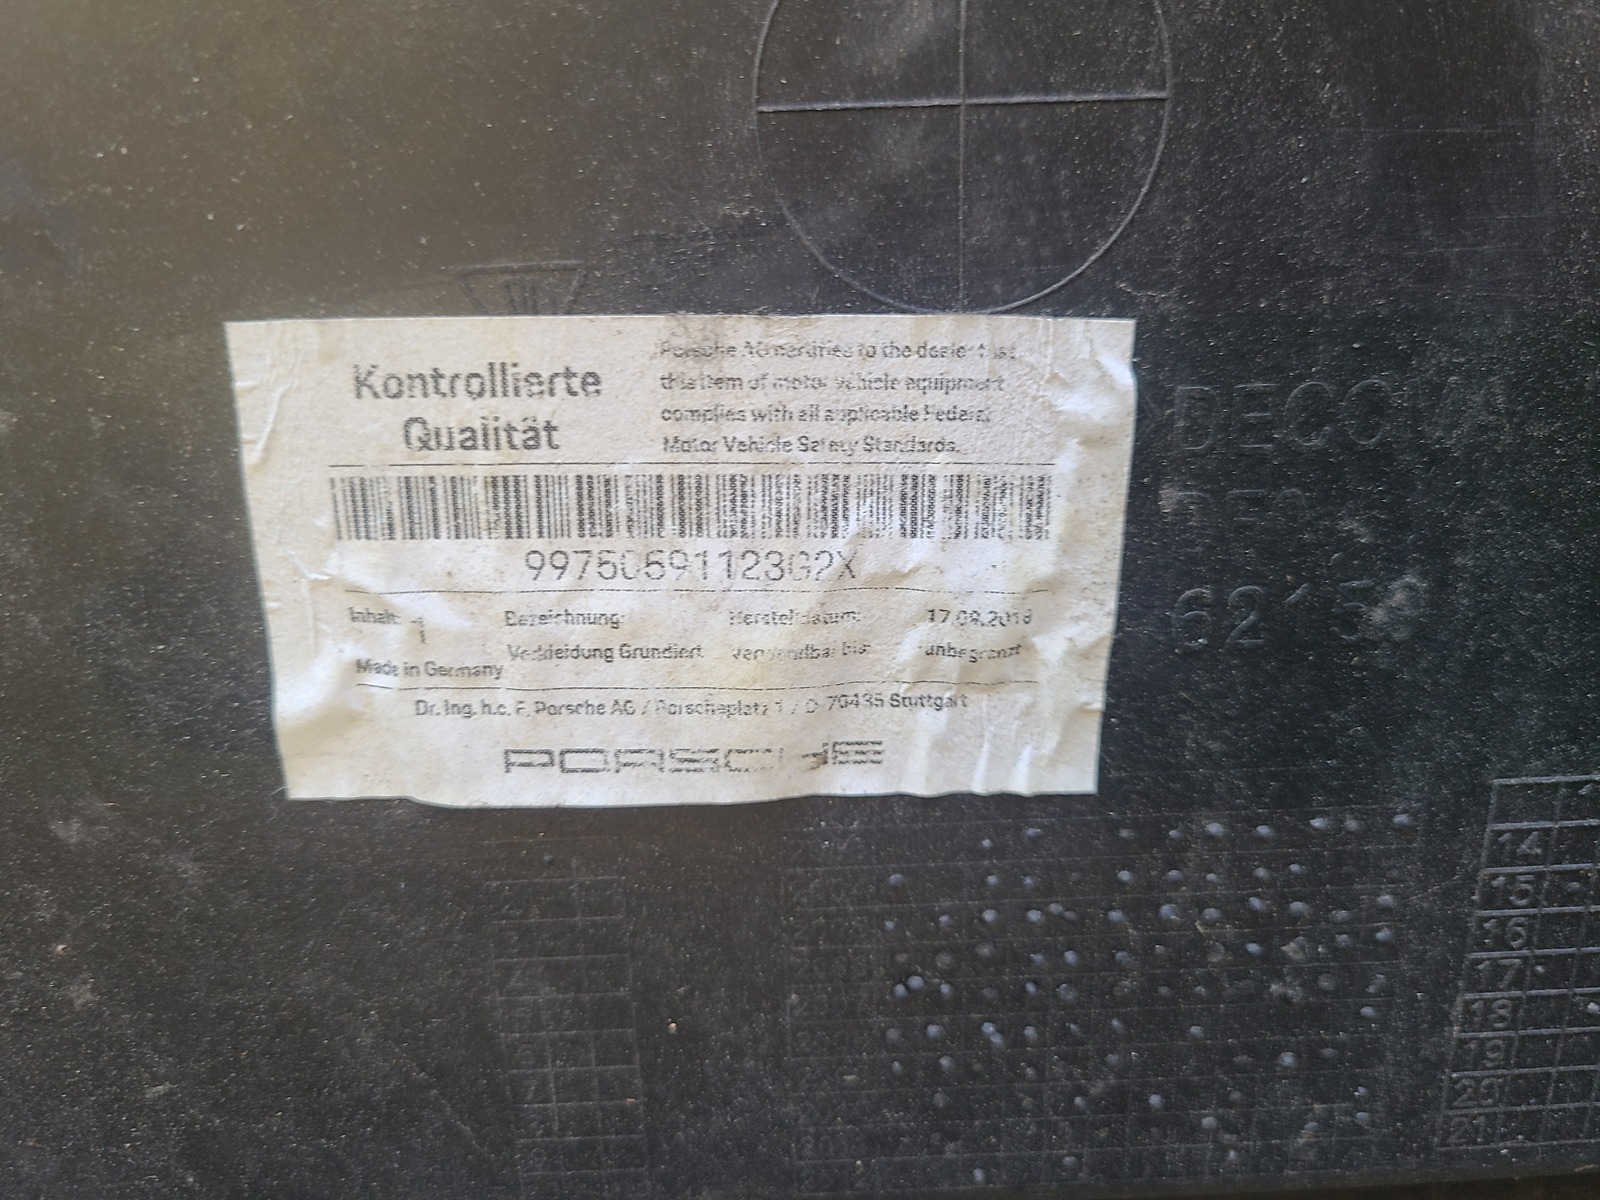 Kontrollierte
Qualität
Porsche AG certifies to the dealer that
this item of motor vehicle equipment
complies with all applicable Federal
Motor Vehicle Safety Standards.
99750591123G2X
Inhalt: 1
Made in Germany
Bezeichnung:
Verkleidung Grundiert
Herstelldatum: 17.09.2018
Verwendbar bis: unbegrenzt
Dr. Ing. h.c. F. Porsche AG / Porscheplatz 1 / D-70435 Stuttgart
PORSCHE
DECOMA
14
15
16
17
18
19
20
21